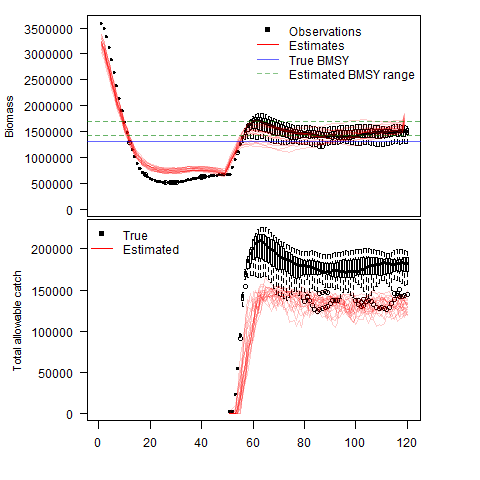 3500000
3000000
2500000
2000000
1500000
1000000
500000
0
Biomass
Observations
Estimates
True BMSY
Estimated BMSY range
200000
150000
100000
50000
0
Total allowable catch
True
Estimated
0 20 40 60 80 100 120